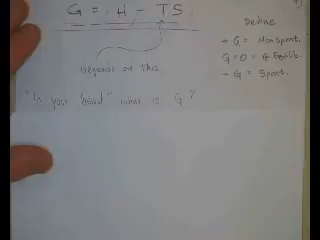 G = H - TS
Depends on this.
"In your head" what is G?
Define
+ G = Nonspont.
G = 0 = @ Equilib.
- G = Spont.